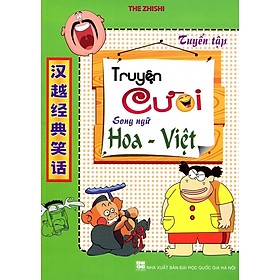 THE ZHISHI
Tuyển tập
汉越经典笑话
Truyện
Cười
Song ngữ
Hoa - Việt
NHÀ XUẤT BẢN ĐẠI HỌC QUỐC GIA HÀ NỘI